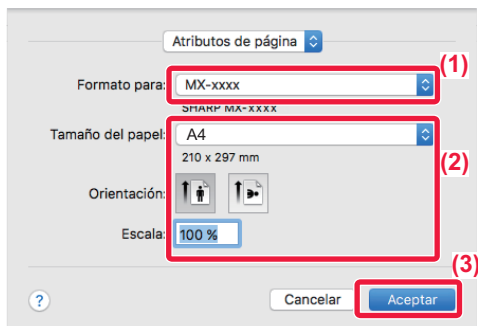 Atributos de página
(1)
Formato para: MX-xxxx
SHARP MX-xxxx
Tamaño del papel: A4
210 x 297 mm
(2)
Orientación:
Escala: 100 %
(3)
? Cancelar Aceptar